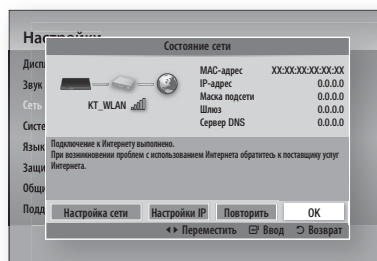 Настройки
Состояние сети
Дисп
Звук
Сеть
Систе
Язык
Защи
Общи
Подд
KT_WLAN
MAC-адрес XX:XX:XX:XX:XX:XX
IP-адрес 0.0.0.0
Маска подсети 0.0.0.0
Шлюз 0.0.0.0
Сервер DNS 0.0.0.0
Подключение к Интернету выполнено.
При возникновении проблем с использованием Интернета обратитесь к поставщику услуг
Интернета.
Настройка сети Настройки IP Повторить OK
Переместить Ввод Возврат